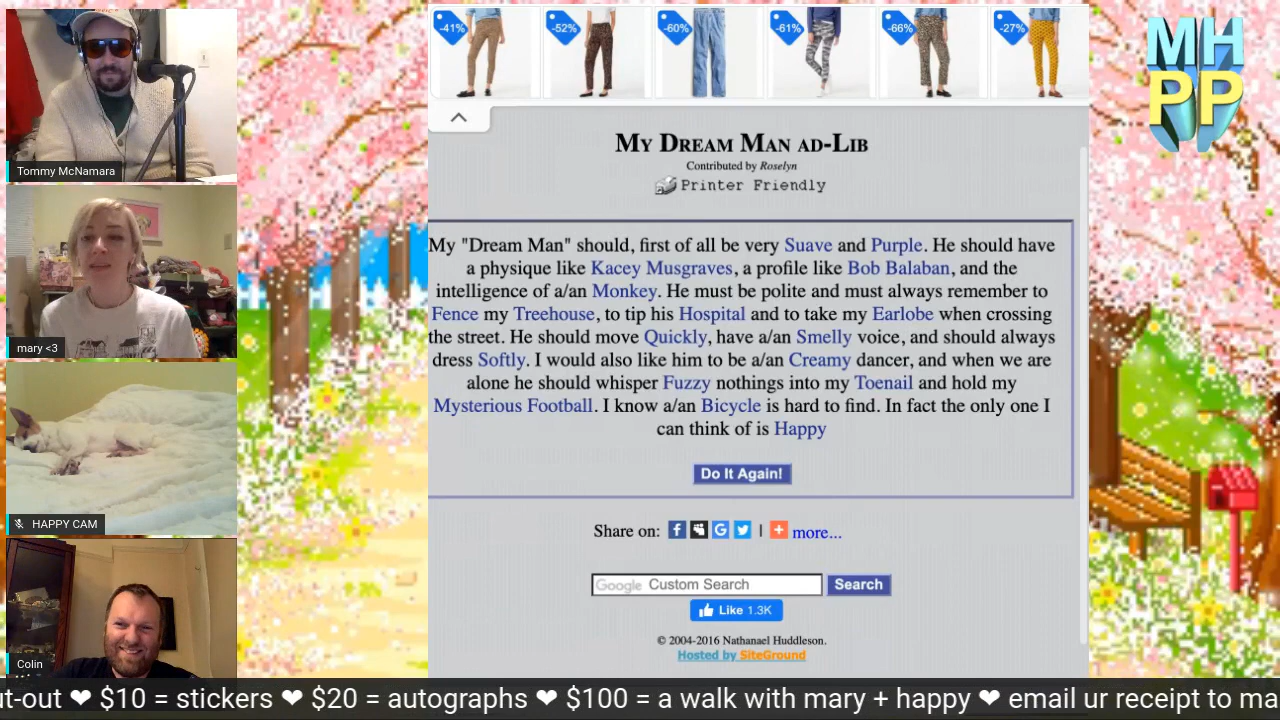 -41%
-52%
-60%
-61%
-66%
-27%
MH
PP
Tommy McNamara
mary <3
HAPPY CAM
Colin
My Dream Man ad-Lib
Contributed by Roselyn
Printer Friendly
My "Dream Man" should, first of all be very Suave and Purple. He should have
a physique like Kacey Musgraves, a profile like Bob Balaban, and the
intelligence of a/an Monkey. He must be polite and must always remember to
Fence my Treehouse, to tip his Hospital and to take my Earlobe when crossing
the street. He should move Quickly, have a/an Smelly voice, and should always
dress Softly. I would also like him to be a/an Creamy dancer, and when we are
alone he should whisper Fuzzy nothings into my Toenail and hold my
Mysterious Football. I know a/an Bicycle is hard to find. In fact the only one I
can think of is Happy
Do It Again!
Share on: | more...
Google Custom Search Search
Like 1.3K
© 2004-2016 Nathanael Huddleson.
Hosted by SiteGround
ut-out ❤ $10 = stickers ❤ $20 = autographs ❤ $100 = a walk with mary + happy ❤ email ur receipt to ma